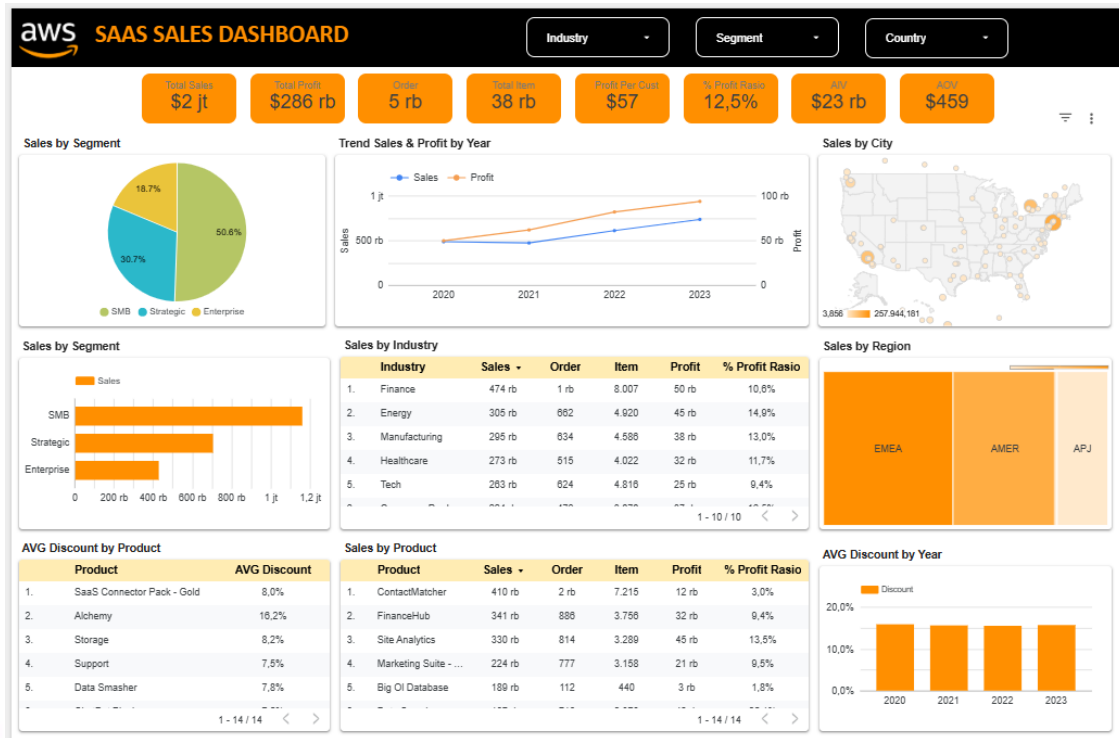 aws SAAS SALES DASHBOARD
Industry
Segment
Country
Total Sales
$2 jt
Total Profit
$286 rb
Order
5 rb
Total Item
38 rb
Profit Per Cust
$57
% Profit Rasio
12,5%
AIV
$23 rb
AOV
$459
Sales by Segment
18.7%
50.6%
30.7%
SMB Strategic Enterprise
Trend Sales & Profit by Year
Sales Profit
1 jt 100 rb
500 rb 50 rb
0 0
Sales
Profit
2020 2021 2022 2023
Sales by City
3,856 257.944,181
Sales by Segment
Sales
SMB
Strategic
Enterprise
0 200 rb 400 rb 600 rb 800 rb 1 jt 1,2 jt
Sales by Industry
Industry Sales Order Item Profit % Profit Rasio
1. Finance 474 rb 1 rb 8.007 50 rb 10,6%
2. Energy 305 rb 662 4.920 45 rb 14,9%
3. Manufacturing 295 rb 634 4.586 38 rb 13,0%
4. Healthcare 273 rb 515 4.022 32 rb 11,7%
5. Tech 263 rb 624 4.816 25 rb 9,4%
1 - 10 / 10
Sales by Region
EMEA AMER APJ
AVG Discount by Product
Product AVG Discount
1. SaaS Connector Pack - Gold 8,0%
2. Alchemy 16,2%
3. Storage 8,2%
4. Support 7,5%
5. Data Smasher 7,8%
1 - 14 / 14
Sales by Product
Product Sales Order Item Profit % Profit Rasio
1. ContactMatcher 410 rb 2 rb 7.215 12 rb 3,0%
2. FinanceHub 341 rb 886 3.756 32 rb 9,4%
3. Site Analytics 330 rb 814 3.289 45 rb 13,5%
4. Marketing Suite - ... 224 rb 777 3.158 21 rb 9,5%
5. Big Ol Database 189 rb 112 440 3 rb 1,8%
1 - 14 / 14
AVG Discount by Year
Discount
20,0%
10,0%
0,0%
2020 2021 2022 2023